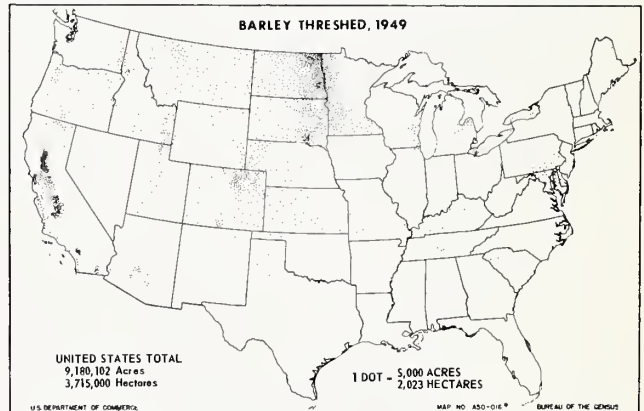 BARLEY THRESHED, 1949
UNITED STATES TOTAL
9,180,102 Acres
3,715,000 Hectares
1 DOT – 5,000 ACRES
2,023 HECTARES
U.S. DEPARTMENT OF COMMERCE
MAP NO. A50-016
BUREAU OF THE CENSUS